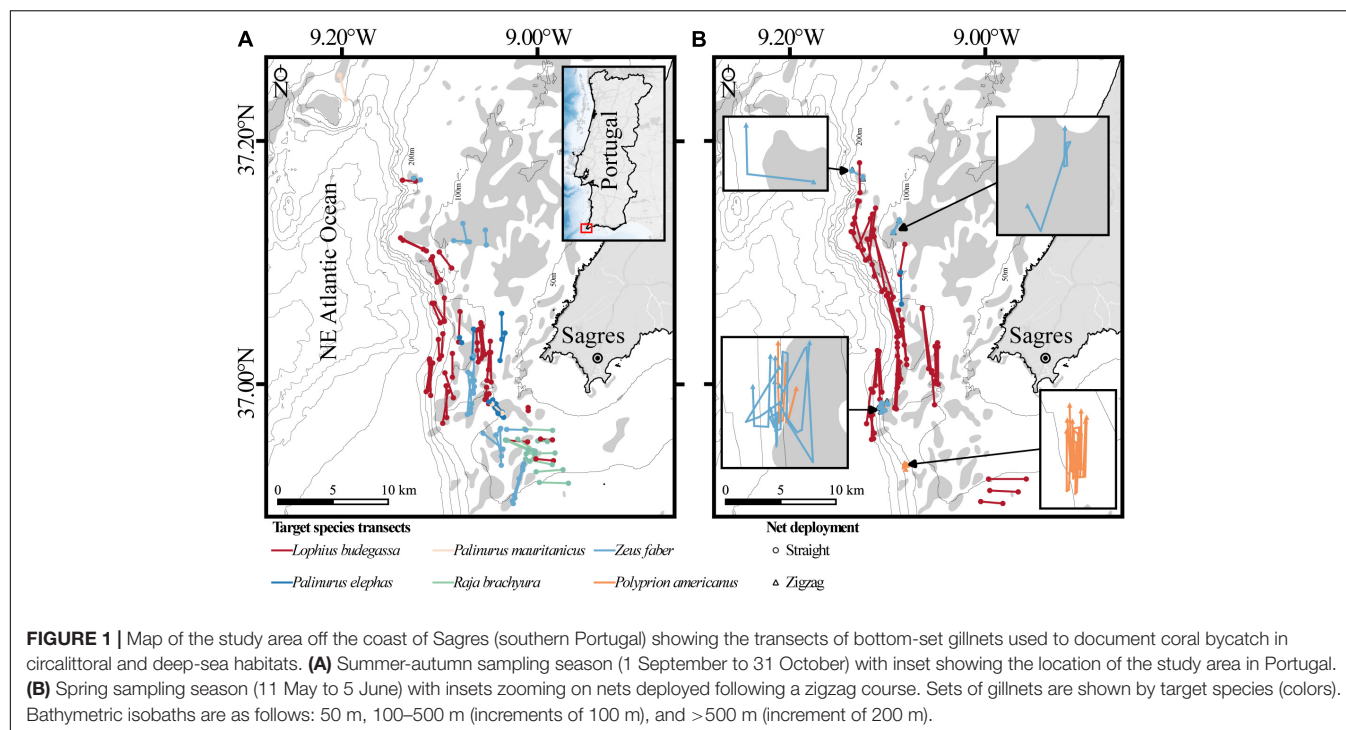 A
9.20°W
9.00°W
B
9.20°W
9.00°W
N
N
37.20°N
37.20°N
37.00°N
37.00°N
NE Atlantic Ocean
200m
100m
50m
Portugal
Sagres
200m
100m
50m
Sagres
0
5
10 km
0
5
10 km
Target species transects
Net deployment
Lophius budegassa
Palinurus mauritanicus
Zeus faber
Straight
Palinurus elephas
Raja brachyura
Polyprion americanus
Zigzag
FIGURE 1 | Map of the study area off the coast of Sagres (southern Portugal) showing the transects of bottom-set gillnets used to document coral bycatch in
circalittoral and deep-sea habitats. (A) Summer-autumn sampling season (1 September to 31 October) with inset showing the location of the study area in Portugal.
(B) Spring sampling season (11 May to 5 June) with insets zooming on nets deployed following a zigzag course. Sets of gillnets are shown by target species (colors).
Bathymetric isobaths are as follows: 50 m, 100–500 m (increments of 100 m), and >500 m (increment of 200 m).